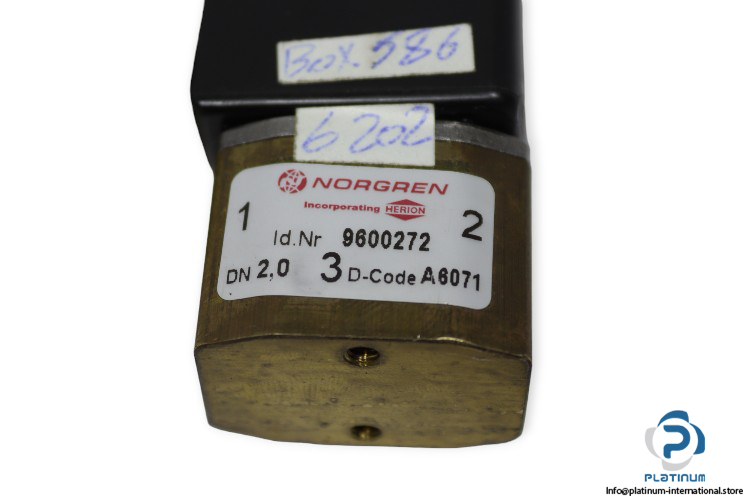 Box.386
6202
NORGREN
Incorporating HERION
1 2
Id.Nr 9600272
DN 2,0 3 D-Code A6071
PLATINUM
Info@platinum-international.store